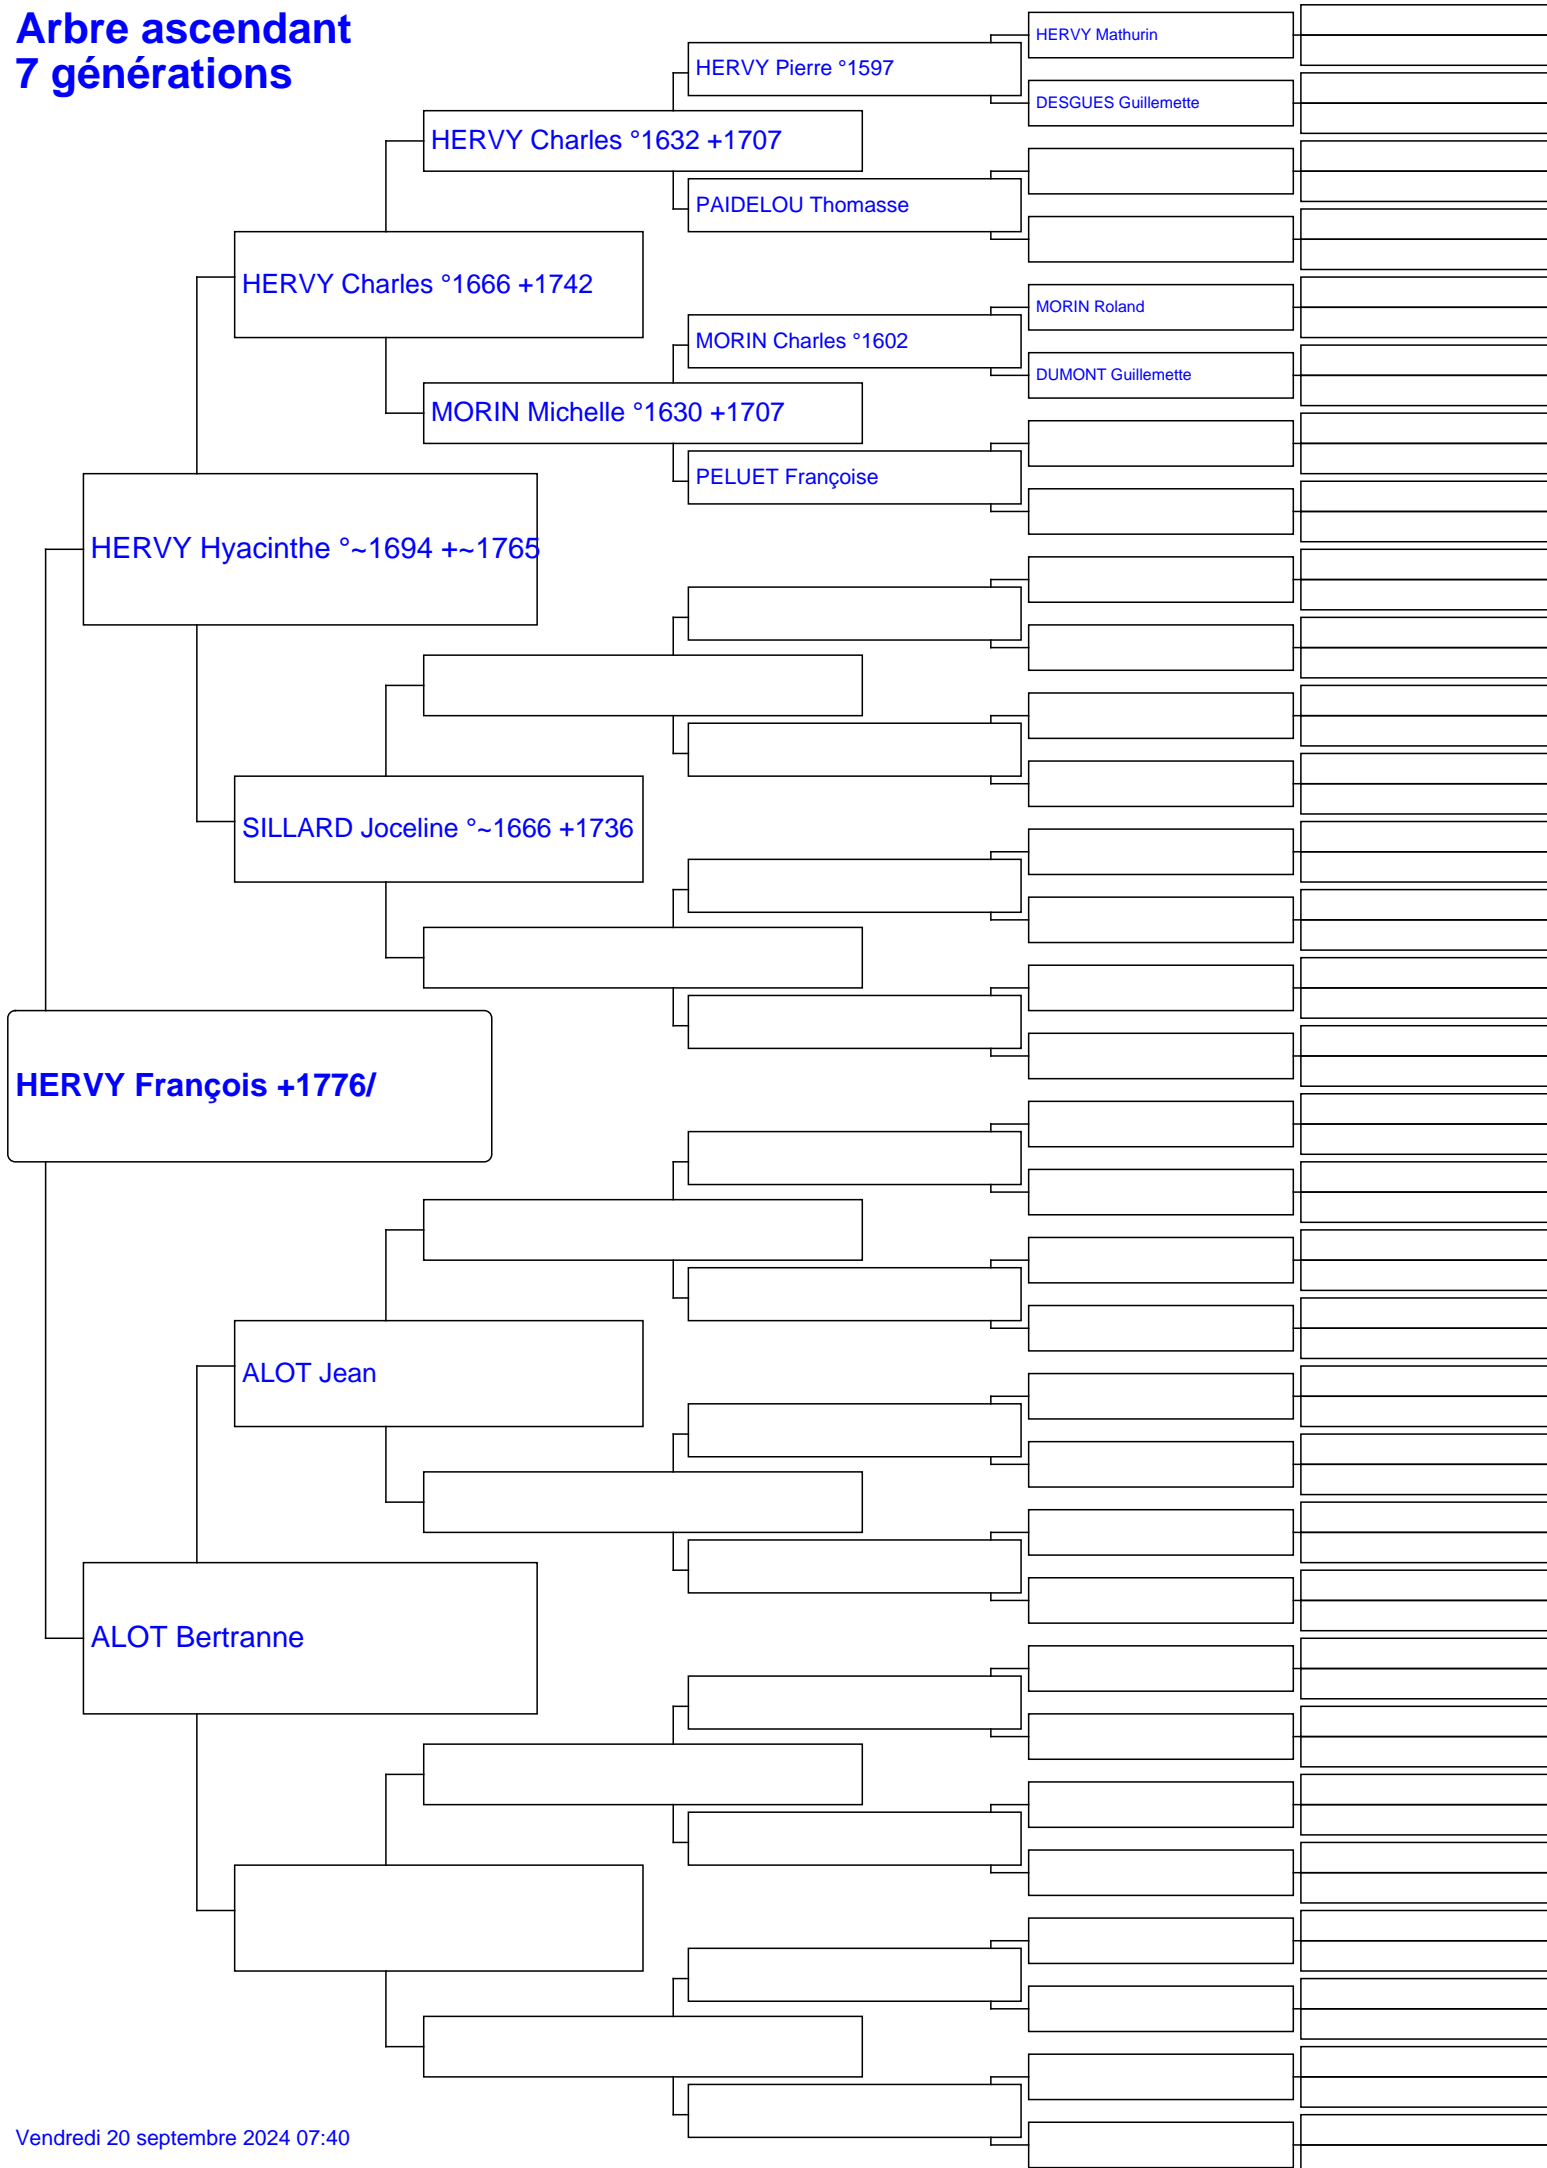 Arbre ascendant
7 générations
HERVY Mathurin
HERVY Pierre °1597
DESGUES Guillemette
HERVY Charles °1632 +1707
PAIDELOU Thomasse
HERVY Charles °1666 +1742
MORIN Roland
MORIN Charles °1602
DUMONT Guillemette
MORIN Michelle °1630 +1707
PELUET Françoise
HERVY Hyacinthe °~1694 +~1765
SILLARD Joceline °~1666 +1736
HERVY François +1776/
ALOT Jean
ALOT Bertranne
Vendredi 20 septembre 2024 07:40